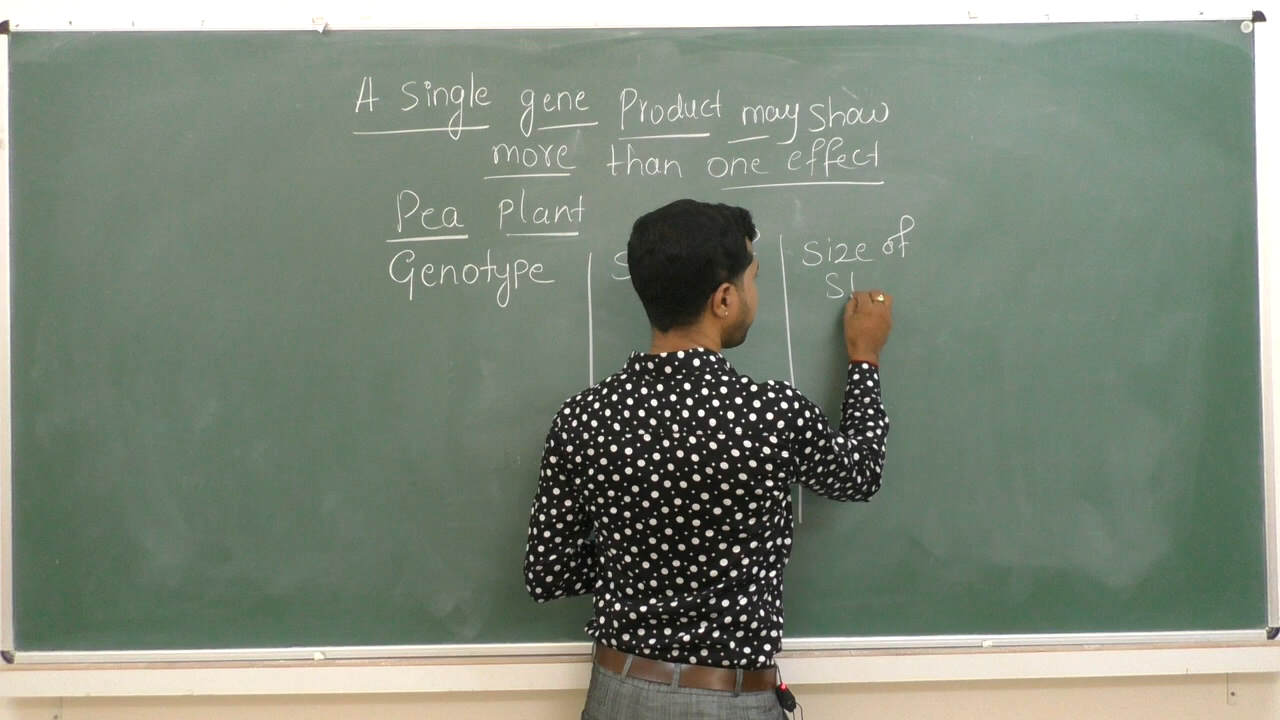 A single gene Product may show
more than one effect
Pea plant
Genotype
Size of